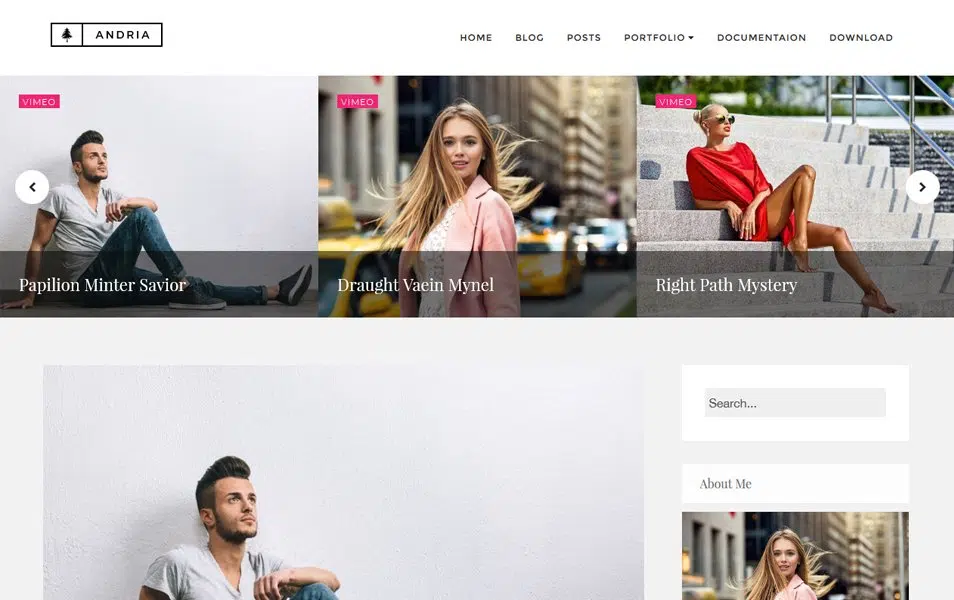 ANDRIA
HOME BLOG POSTS PORTFOLIO DOCUMENTAION DOWNLOAD
VIMEO VIMEO VIMEO
Papilion Minter Savior Draught Vaein Mynel Right Path Mystery
Search...
About Me